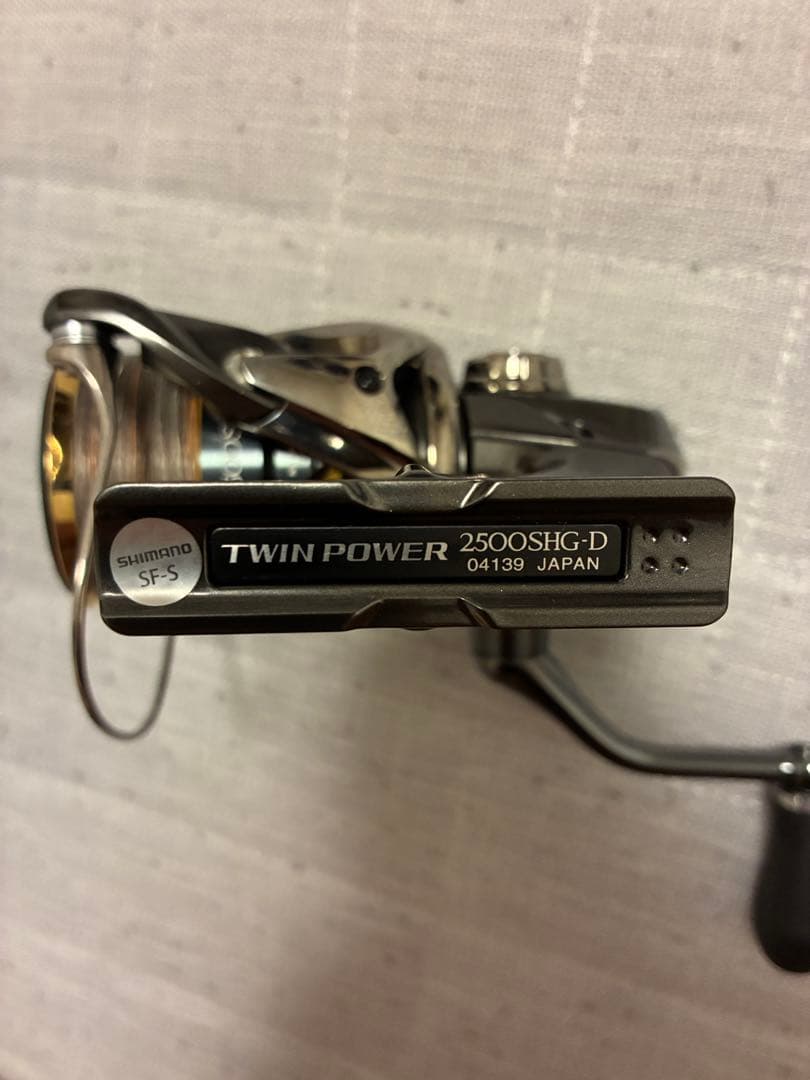 SHIMANO
SF-S
TWIN POWER 2500SHG-D
04139 JAPAN